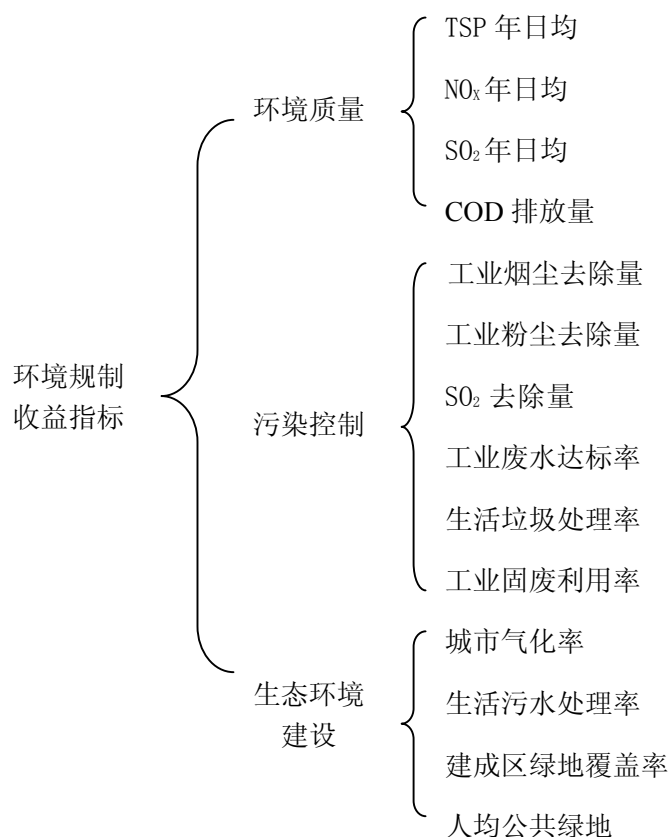 环境规制
收益指标
环境质量
TSP 年日均
NOx年日均
SO₂年日均
COD 排放量
污染控制
工业烟尘去除量
工业粉尘去除量
SO₂ 去除量
工业废水达标率
生活垃圾处理率
工业固废利用率
生态环境
建设
城市气化率
生活污水处理率
建成区绿地覆盖率
人均公共绿地